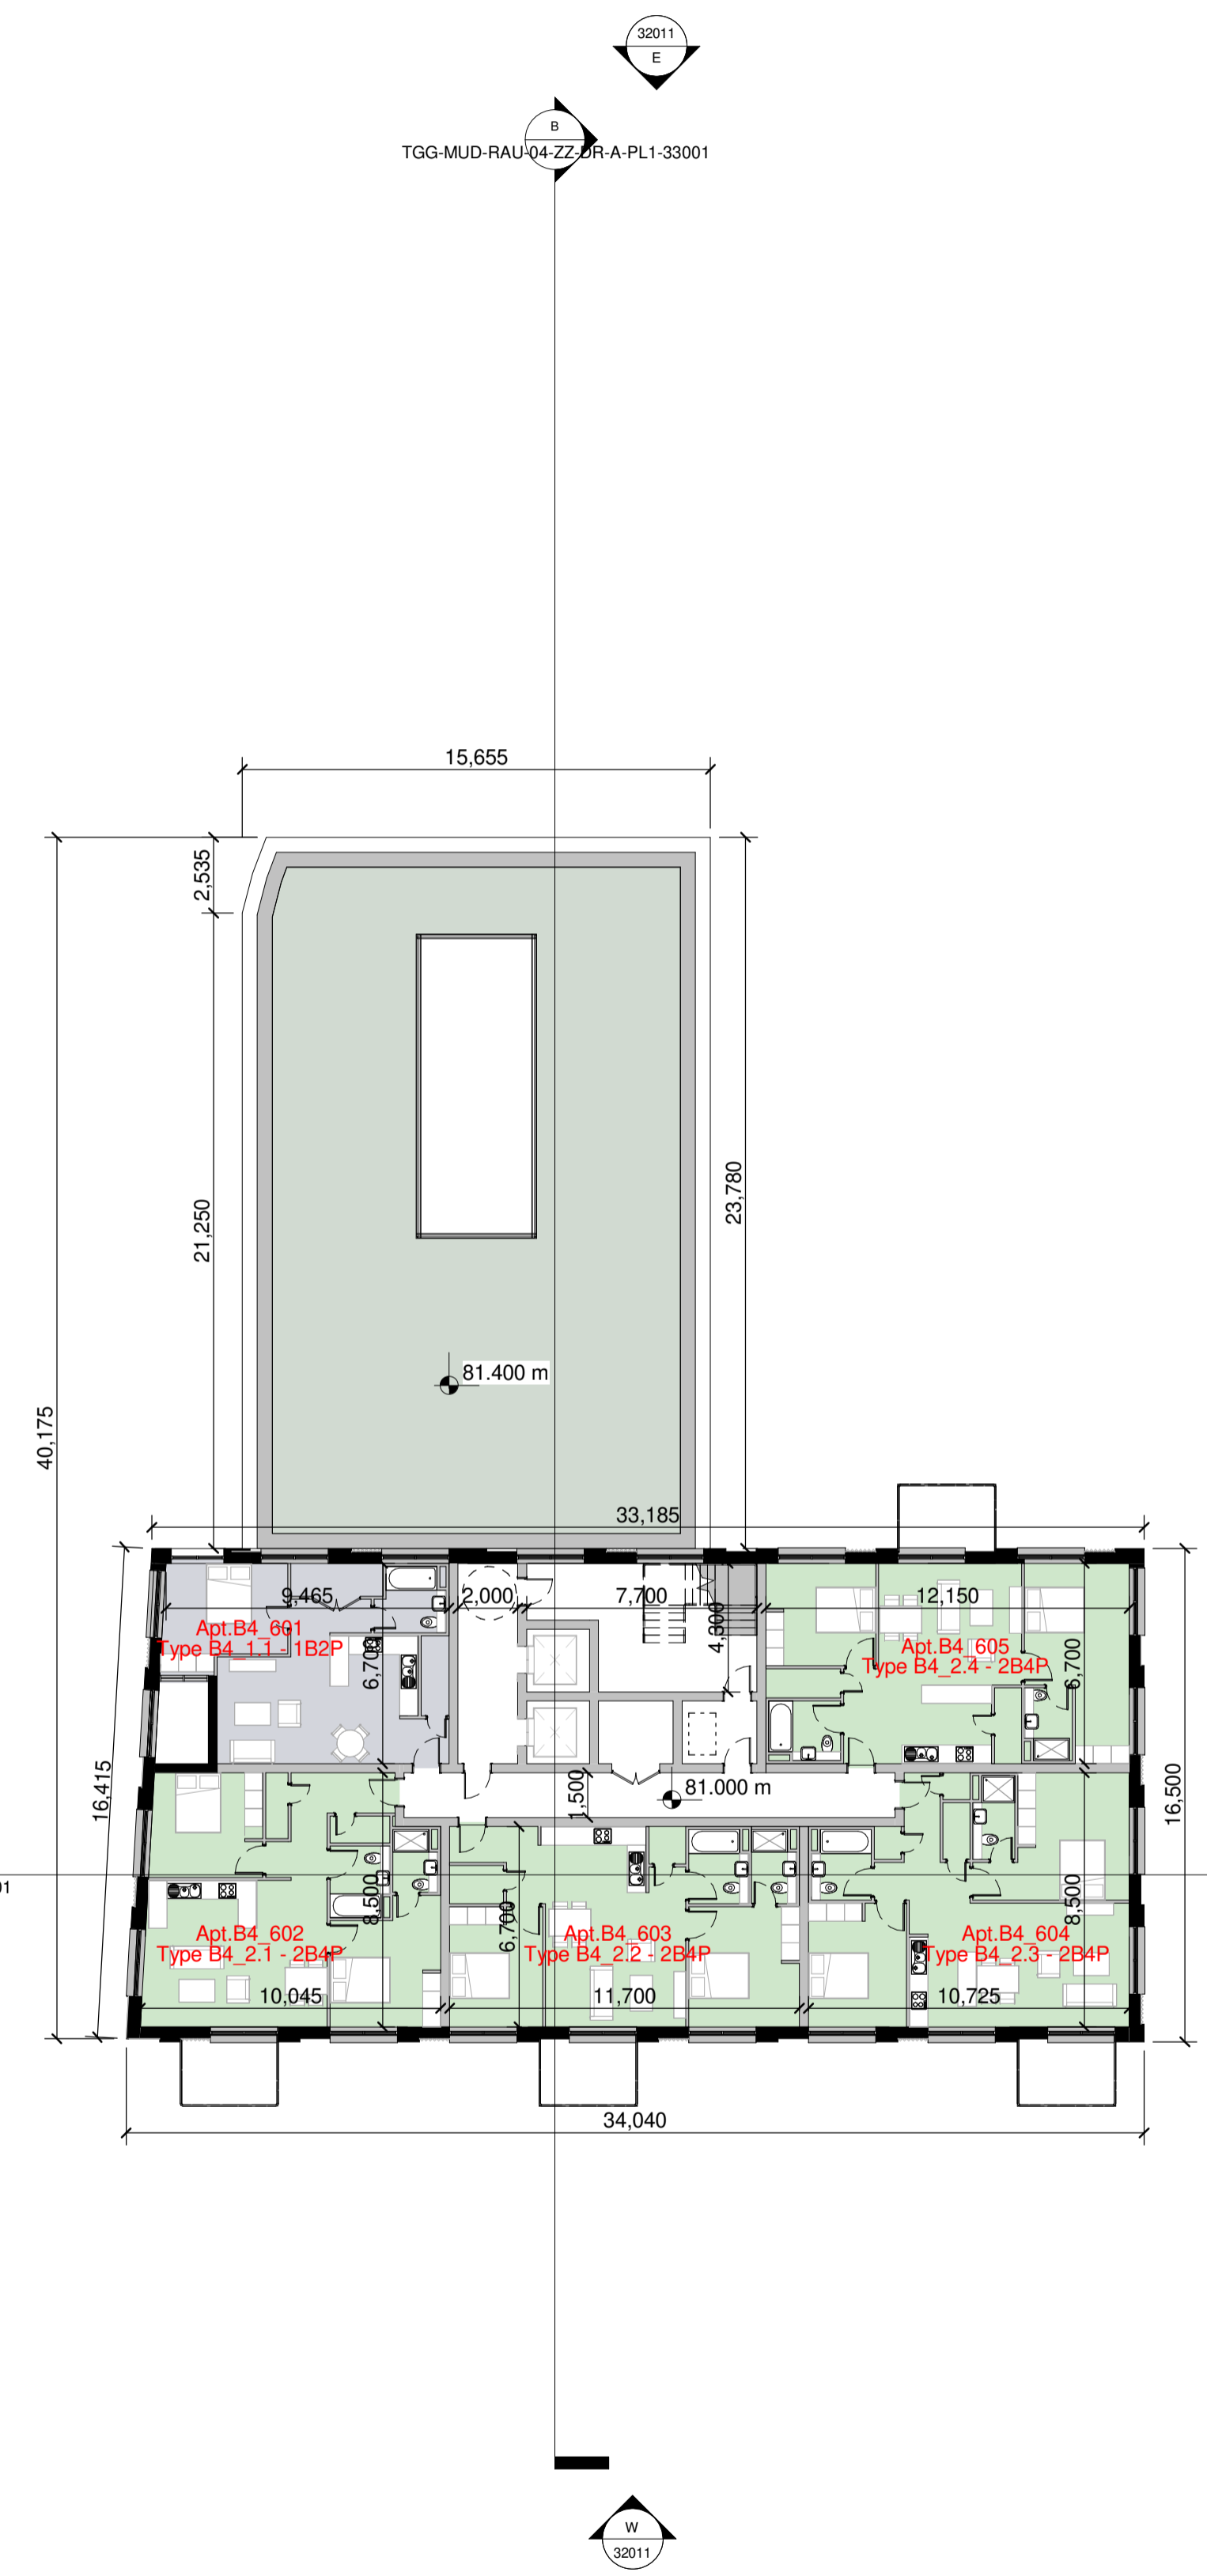 32011
E
B
TGG-MUD-RAU-04-ZZ-DR-A-PL1-33001
15,655
2,535
21,250
23,780
40,175
81.400 m
33,185
9,465
2,000
7,700
12,150
4,300
Apt.B4_601
Type B4_1.1 - 1B2P
6,700
Apt.B4_605
Type B4_2.4 - 2B4P
6,700
16,415
1,500
81.000 m
16,500
01
8,500
Apt.B4_602
Type B4_2.1 - 2B4P
6,700
Apt.B4_603
Type B4_2.2 - 2B4P
Apt.B4_604
Type B4_2.3 - 2B4P
8,500
10,045
11,700
10,725
34,040
W
32011